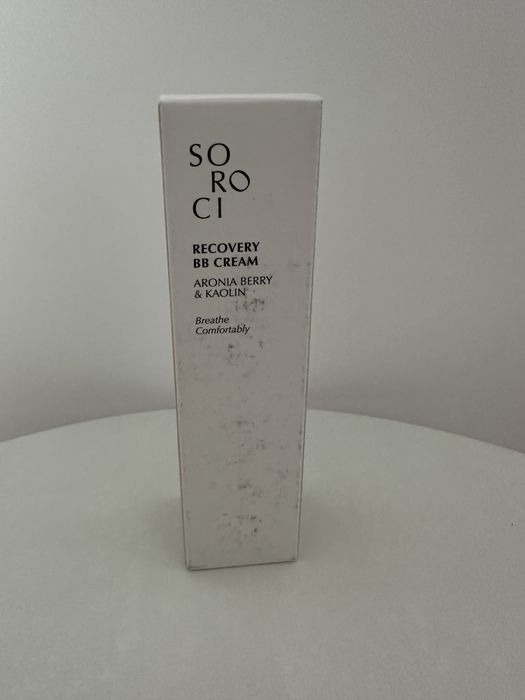 SO
RO
CI
RECOVERY
BB CREAM
ARONIA BERRY
& KAOLIN
Breathe
Comfortably